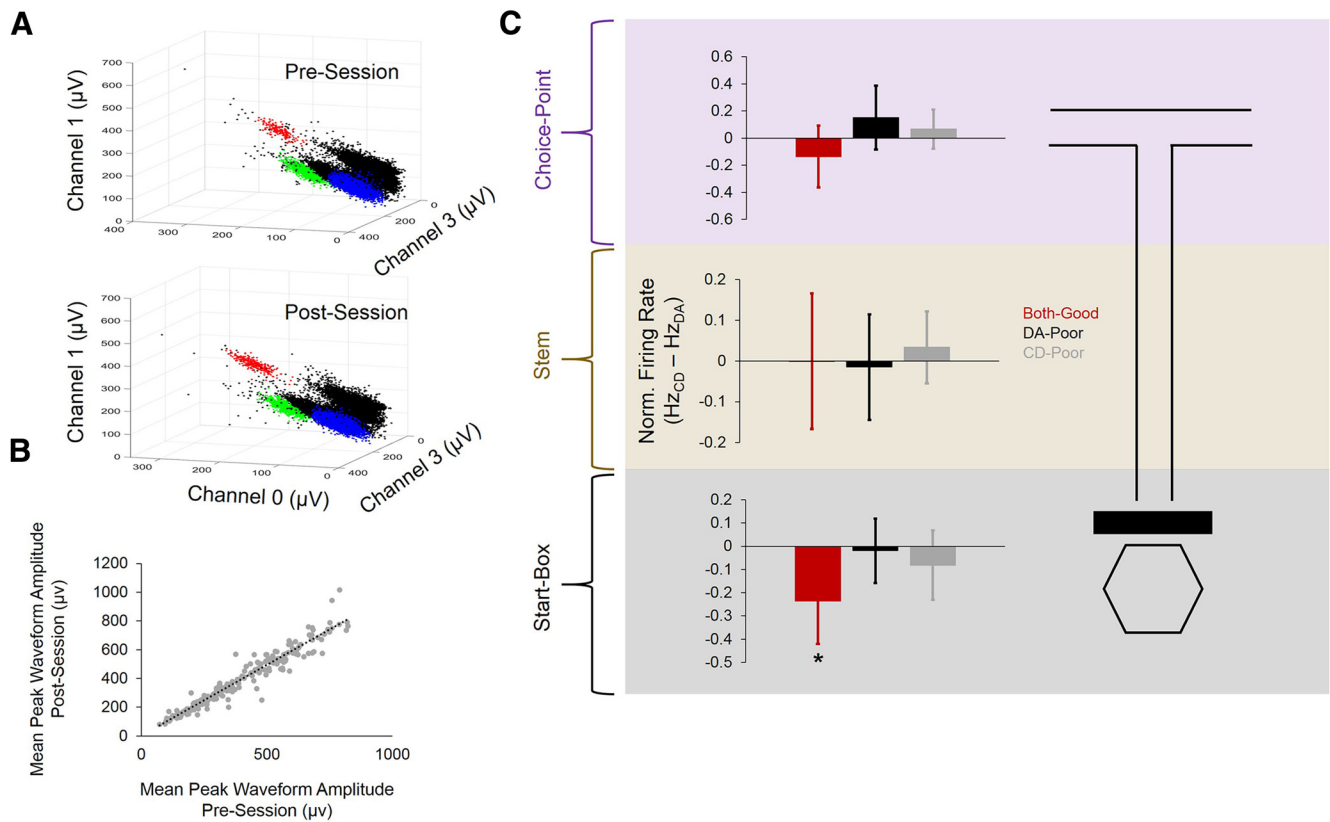 A
Pre-Session
Channel 1 (µV)
700
600
500
400
300
200
100
0
400
300
200
100
0
400
200
0
Channel 3 (µV)
Post-Session
Channel 1 (µV)
700
600
500
400
300
200
100
0
300
200
100
0
400
200
0
Channel 3 (µV)
Channel 0 (µV)
B
Mean Peak Waveform Amplitude
Post-Session (µv)
1200
1000
800
600
400
200
0
0
500
1000
Mean Peak Waveform Amplitude
Pre-Session (µv)
C
Choice-Point
0.6
0.4
0.2
0
-0.2
-0.4
-0.6
Stem
Norm. Firing Rate
(HzCD – HzDA)
0.2
0.1
0
-0.1
-0.2
Both-Good
DA-Poor
CD-Poor
Start-Box
0.2
0.1
0
-0.1
-0.2
-0.3
-0.4
-0.5
*